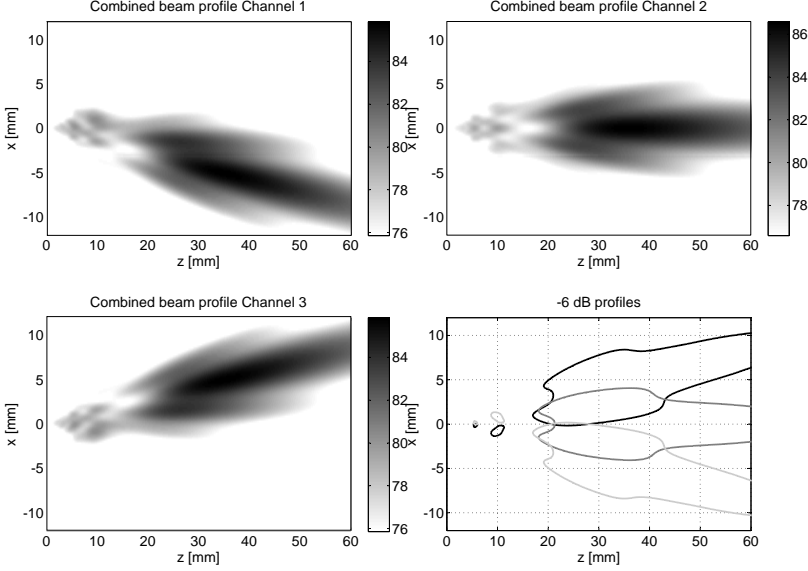 Combined beam profile Channel 1
Combined beam profile Channel 2
10
5
0
-5
-10
x [mm]
0 10 20 30 40 50 60
z [mm]
84
82
80
78
76
10
5
0
-5
-10
x [mm]
0 10 20 30 40 50 60
z [mm]
86
84
82
80
78
Combined beam profile Channel 3
-6 dB profiles
10
5
0
-5
-10
x [mm]
0 10 20 30 40 50 60
z [mm]
84
82
80
78
76
10
5
0
-5
-10
x [mm]
0 10 20 30 40 50 60
z [mm]